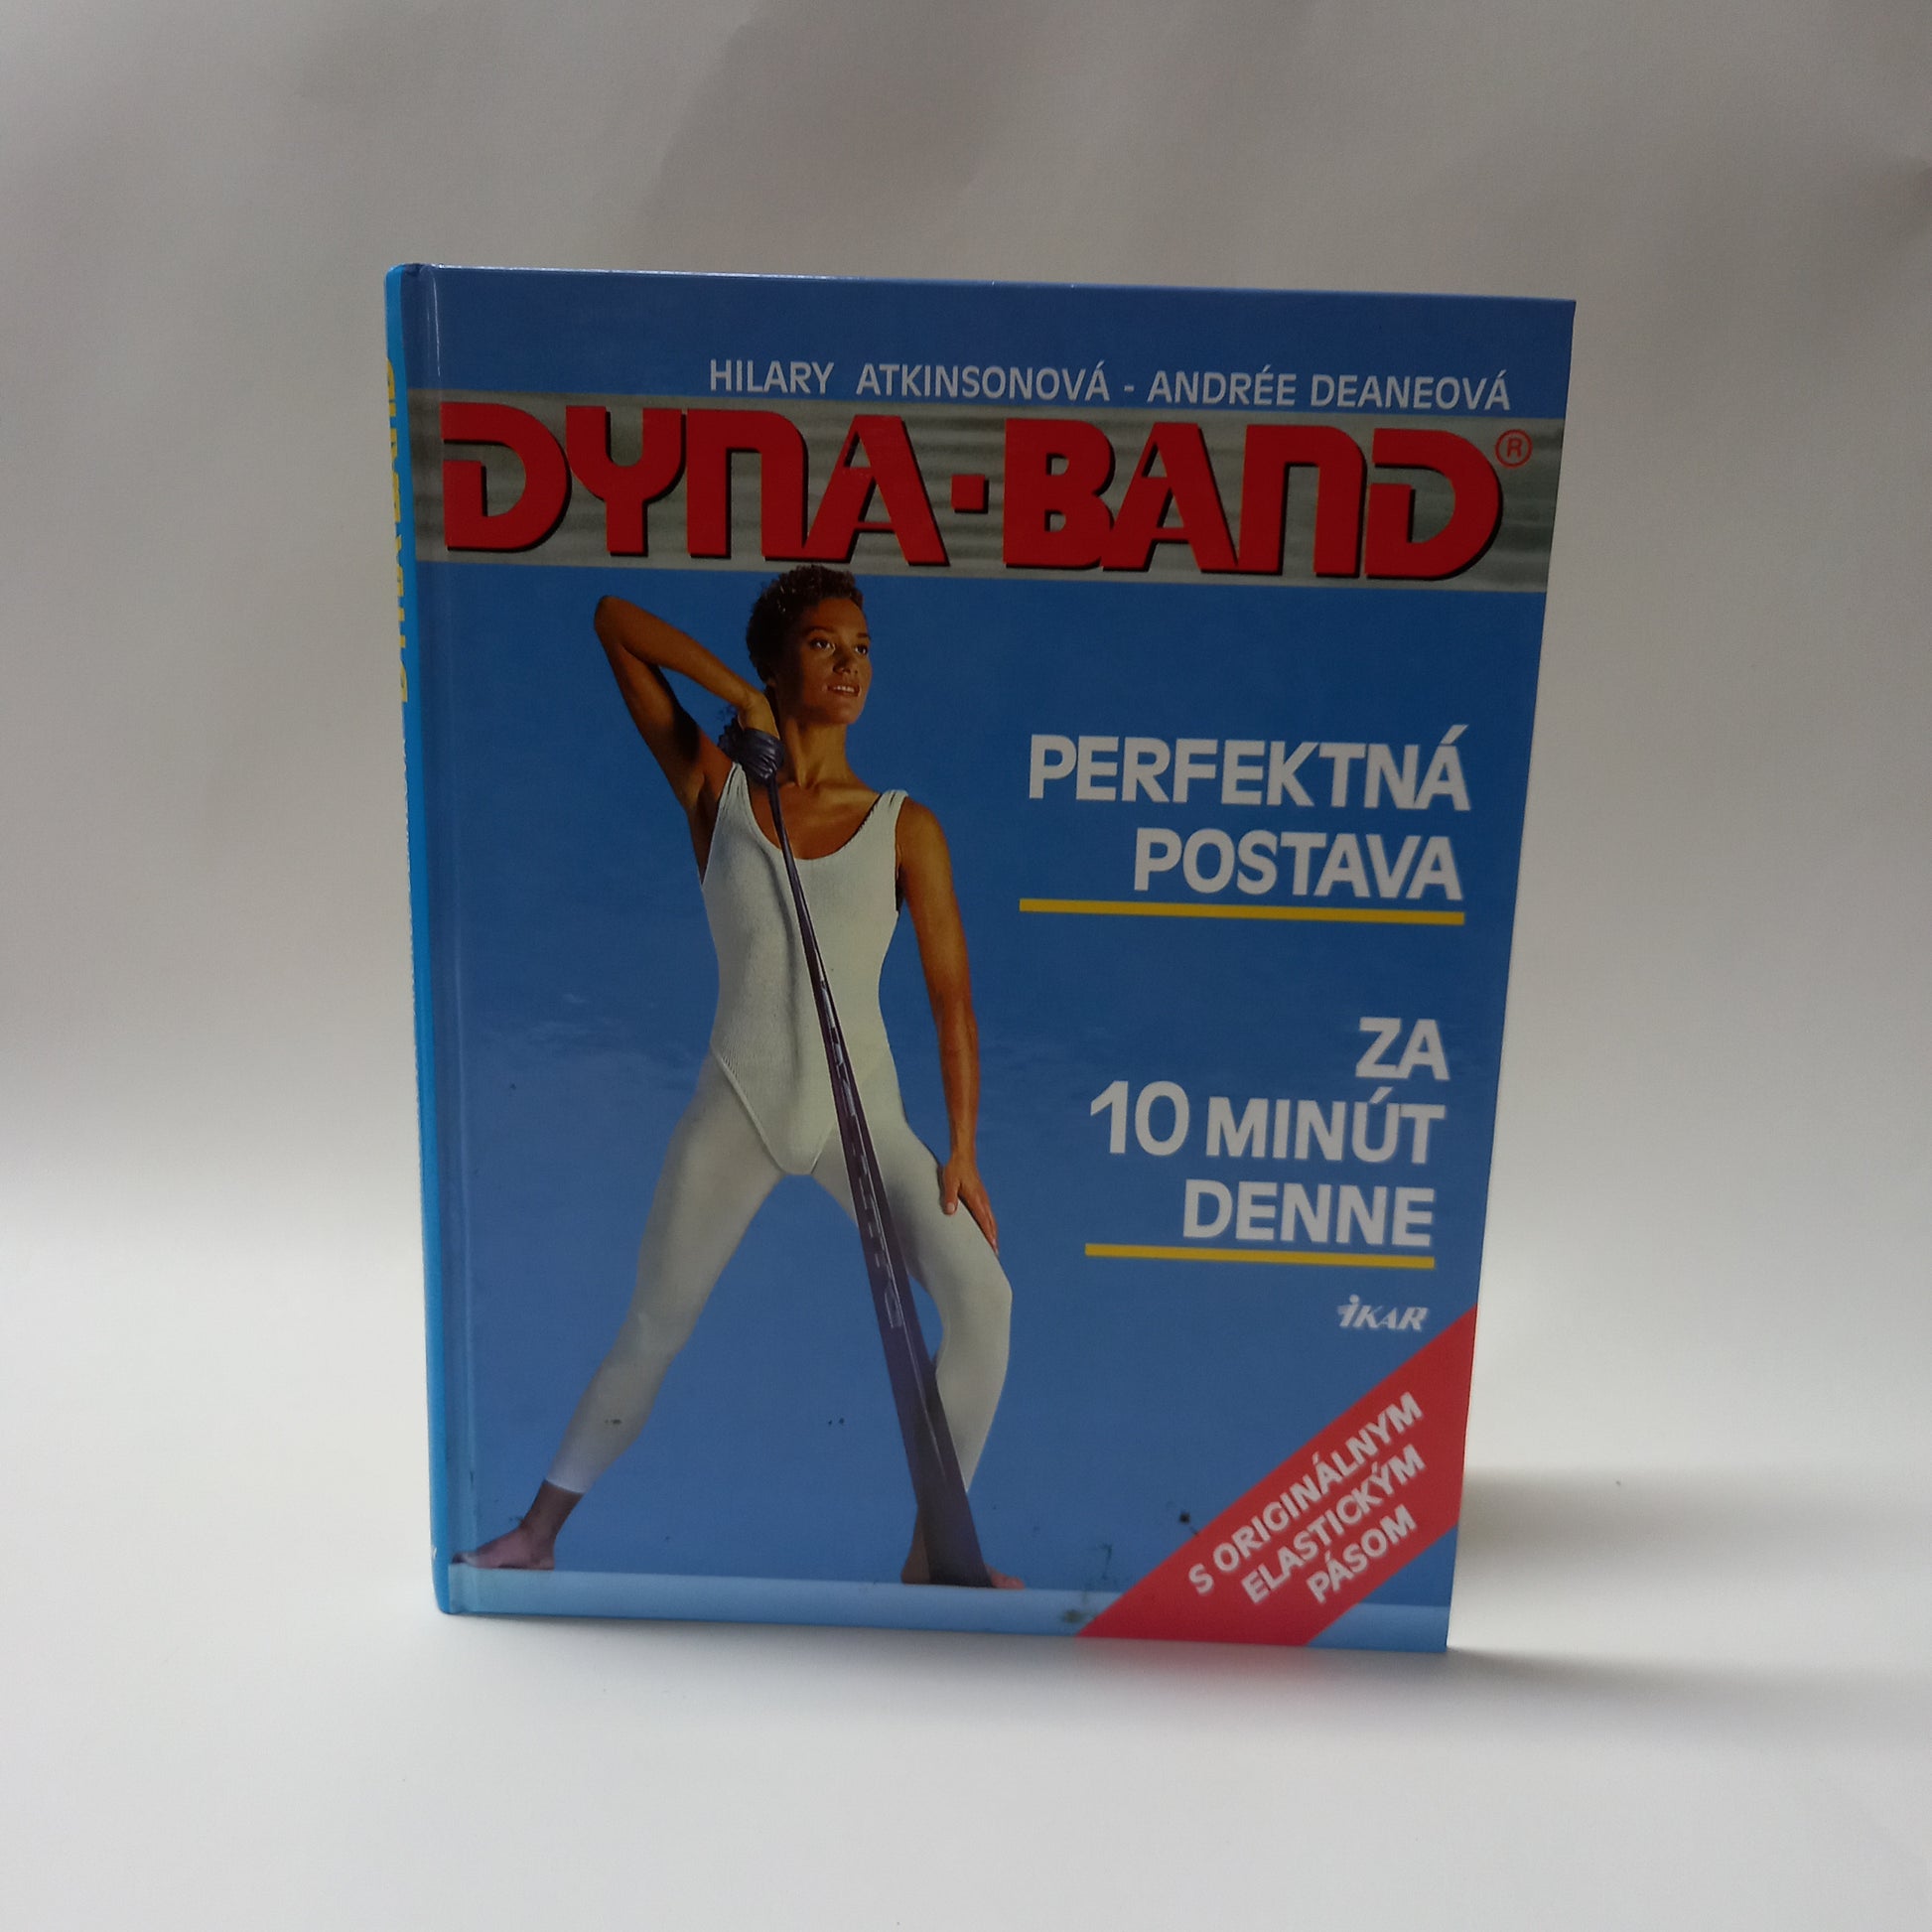 HILARY ATKINSONOVÁ - ANDRÉE DEANEOVÁ
DYNA-BAND®
PERFEKTNÁ
POSTAVA
ZA
10 MINÚT
DENNE
IKAR
S ORIGINÁLNYM
ELASTICKÝM
PÁSOM